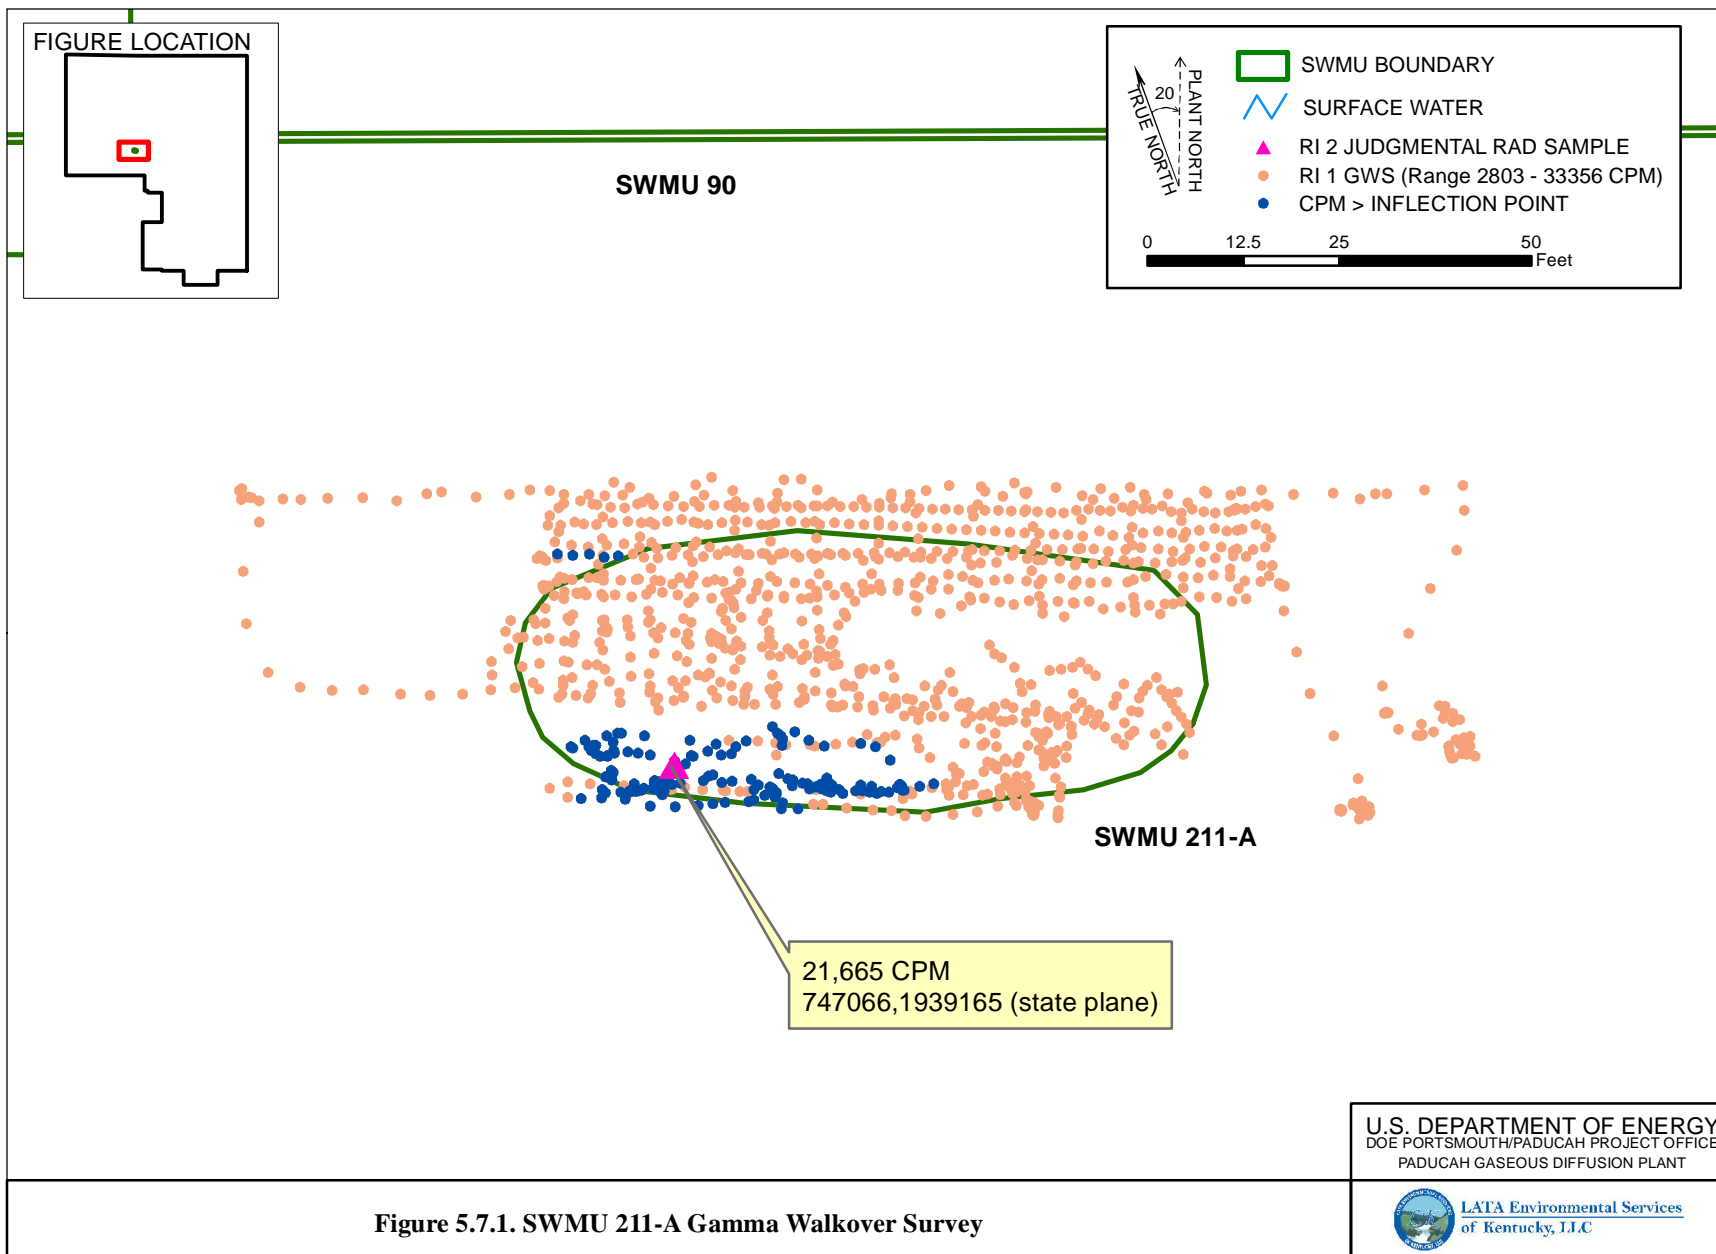 FIGURE LOCATION
SWMU 90
TRUE NORTH
20
PLANT NORTH
SWMU BOUNDARY
SURFACE WATER
RI 2 JUDGMENTAL RAD SAMPLE
RI 1 GWS (Range 2803 - 33356 CPM)
CPM > INFLECTION POINT
0 12.5 25 50
Feet
SWMU 211-A
21,665 CPM
747066,1939165 (state plane)
U.S. DEPARTMENT OF ENERGY
DOE PORTSMOUTH/PADUCAH PROJECT OFFICE
PADUCAH GASEOUS DIFFUSION PLANT
Figure 5.7.1. SWMU 211-A Gamma Walkover Survey
LATA Environmental Services
of Kentucky, LLC